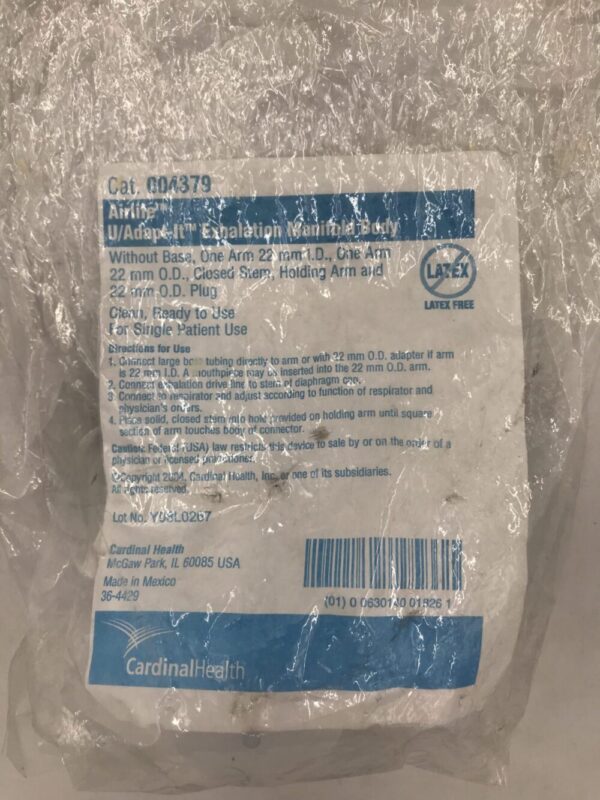 Cat. 004379
Airlife™
U/Adapt-It™ Exhalation Manifold Body
Without Base, One Arm 22 mm I.D., One Arm
22 mm O.D., Closed Stem, Holding Arm and
22 mm O.D. Plug
LATEX
LATEX FREE
Clean, Ready to Use
For Single Patient Use
Directions for Use
1. Connect large bore tubing directly to arm or with 22 mm O.D. adapter if arm
is 22 mm I.D. A mouthpiece may be inserted into the 22 mm O.D. arm.
2. Connect exhalation drive line to stem of diaphragm cap.
3. Connect to respirator and adjust according to function of respirator and
physician's orders.
4. Place solid, closed stem into hole provided on holding arm until square
section of arm touches body of connector.
Caution: Federal (USA) law restricts this device to sale by or on the order of a
physician or licensed practitioner.
©Copyright 2004, Cardinal Health, Inc. or one of its subsidiaries.
All rights reserved.
Lot No. Y08L0267
Cardinal Health
McGaw Park, IL 60085 USA
Made in Mexico
36-4429
(01) 0 0630140 01826 1
CardinalHealth